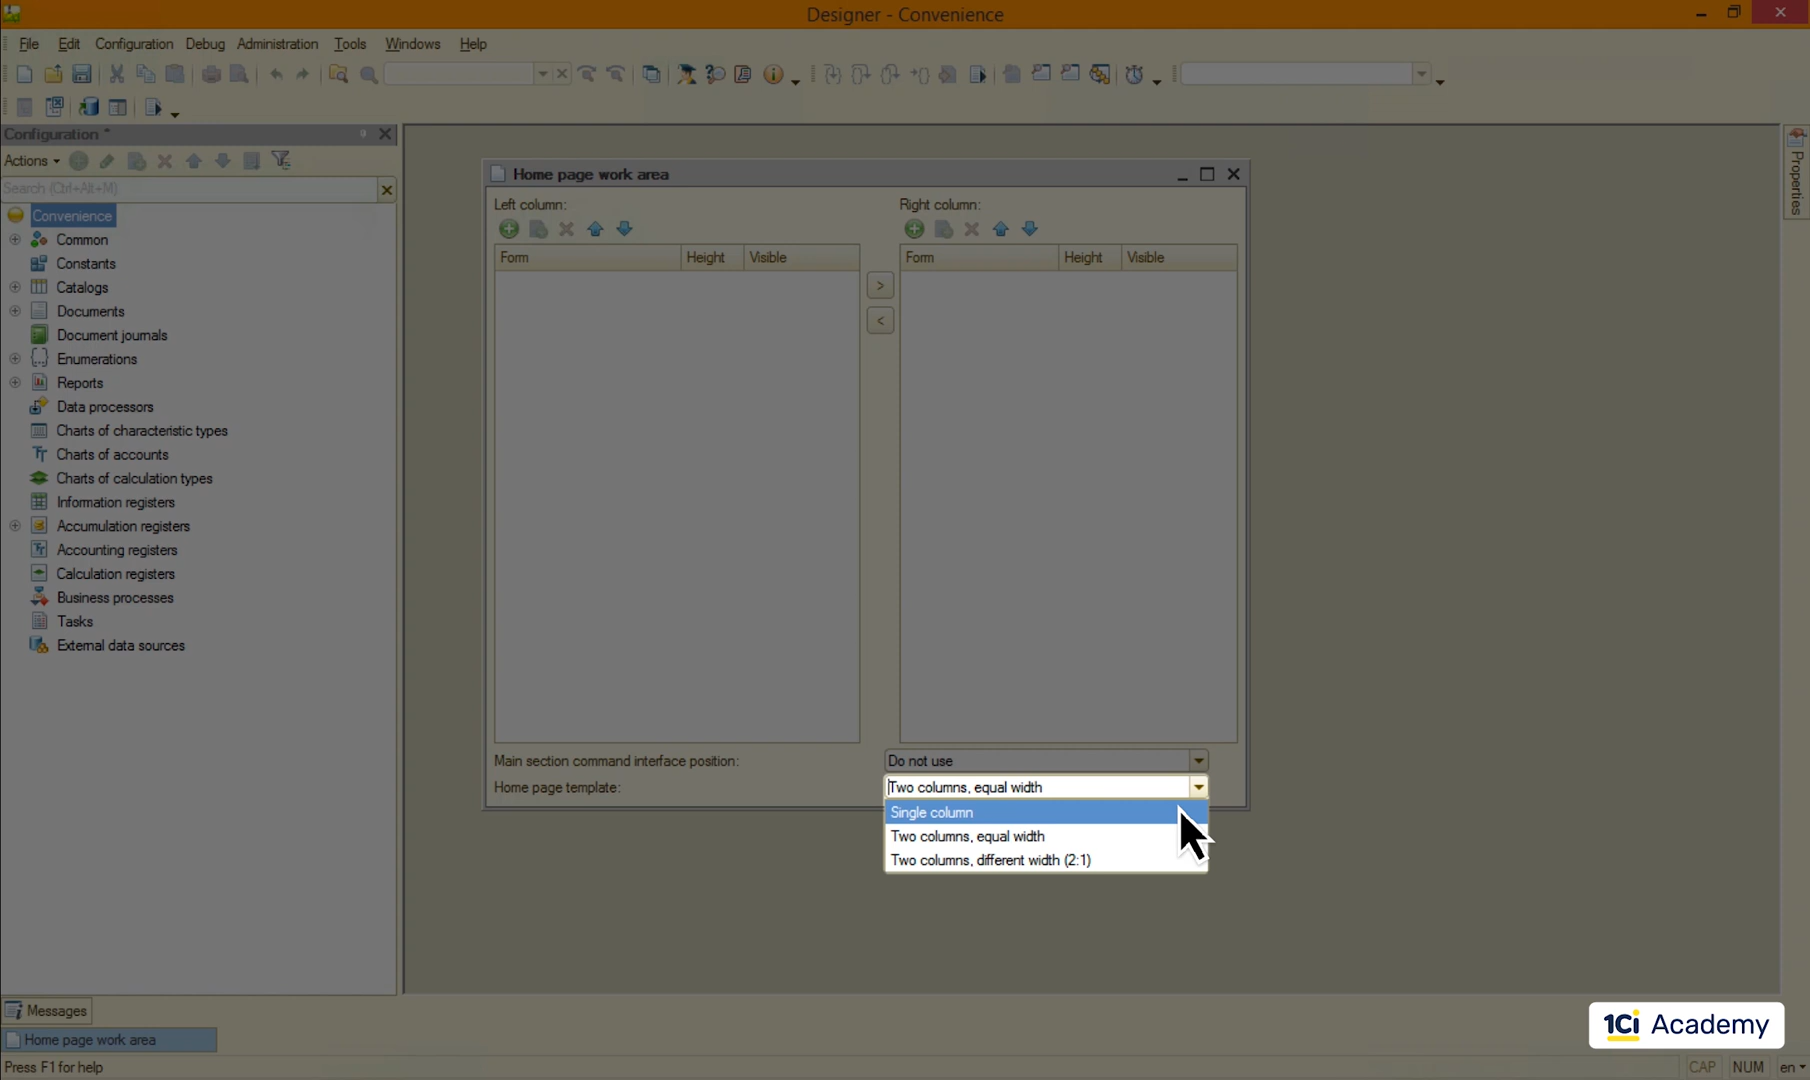 Designer - Convenience
File Edit Configuration Debug Administration Tools Windows Help
Configuration *
Actions
Search (Ctrl+Alt+M)
Convenience
Common
Constants
Catalogs
Documents
Document journals
Enumerations
Reports
Data processors
Charts of characteristic types
Charts of accounts
Charts of calculation types
Information registers
Accumulation registers
Accounting registers
Calculation registers
Business processes
Tasks
External data sources
Home page work area
Left column:
Right column:
Form Height Visible
Form Height Visible
>
<
Main section command interface position:
Do not use
Home page template:
Two columns, equal width
Single column
Two columns, equal width
Two columns, different width (2:1)
Properties
Messages
Home page work area
1Ci Academy
Press F1 for help
CAP NUM en